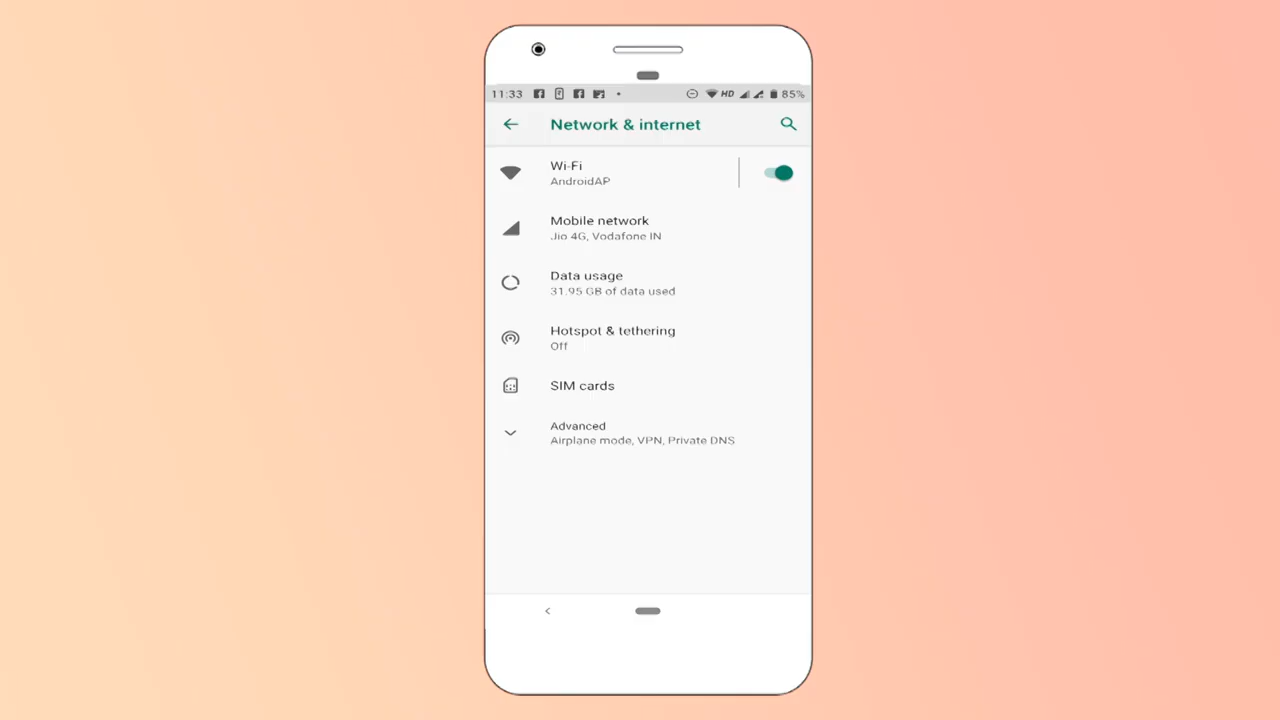 11:33 HD 85%
Network & internet
Wi-Fi
AndroidAP
Mobile network
Jio 4G, Vodafone IN
Data usage
31.95 GB of data used
Hotspot & tethering
Off
SIM cards
Advanced
Airplane mode, VPN, Private DNS